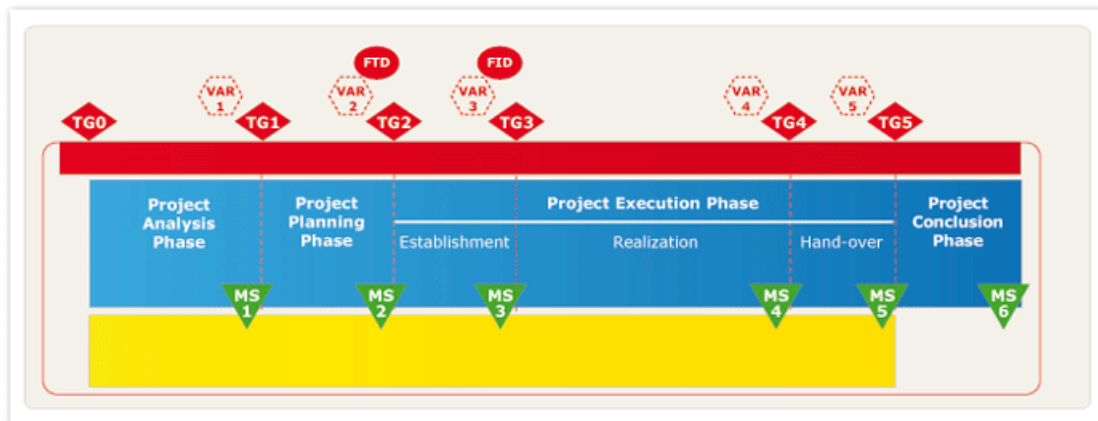 FTD
FID
VAR
1
VAR
2
VAR
3
VAR
4
VAR
5
TG0
TG1
TG2
TG3
TG4
TG5
Project
Analysis
Phase
Project
Planning
Phase
Project Execution Phase
Establishment
Realization
Hand-over
Project
Conclusion
Phase
MS
1
MS
2
MS
3
MS
4
MS
5
MS
6